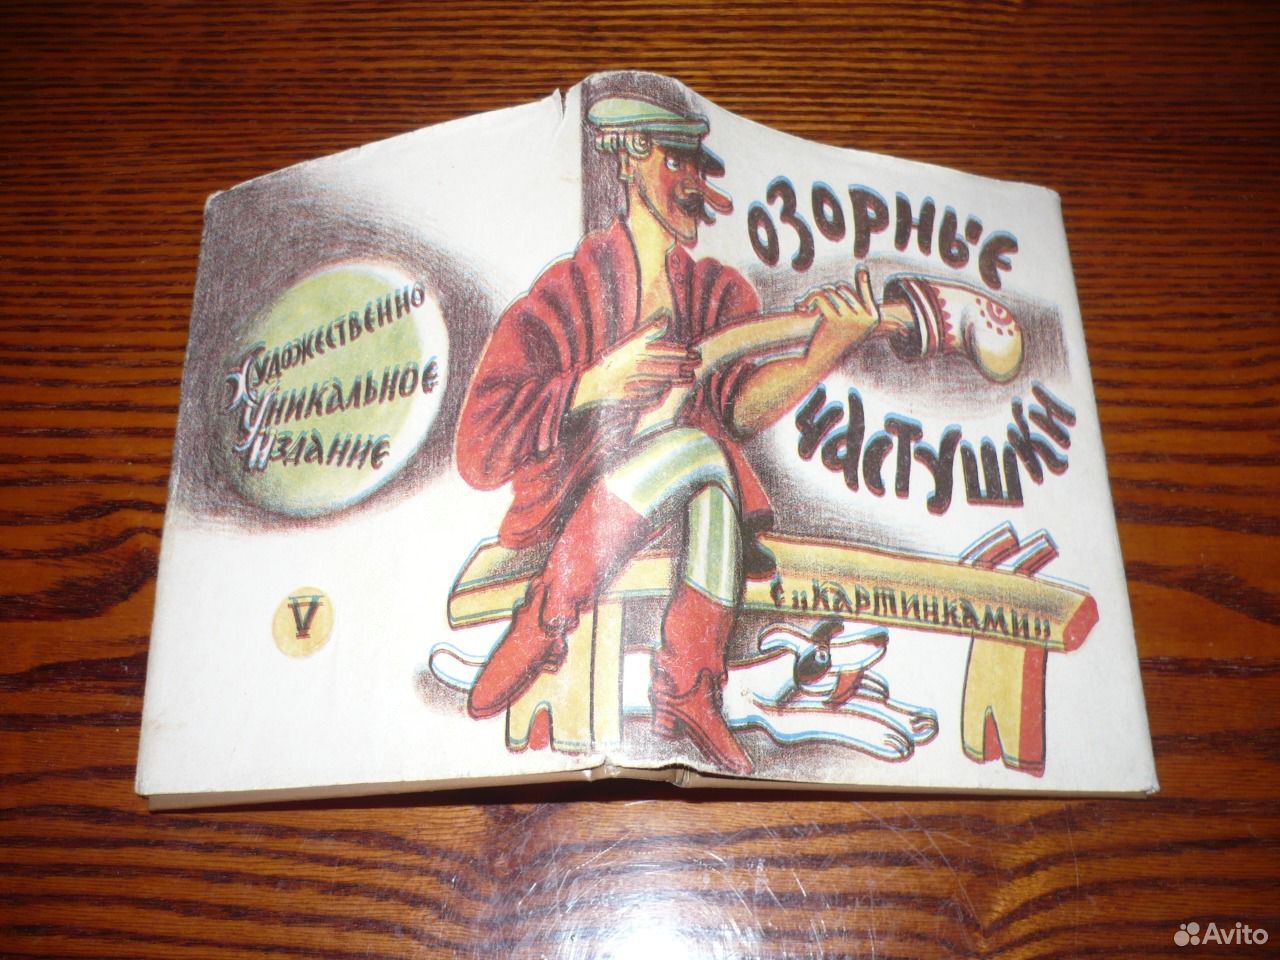 ОЗОРНЫЕ
ЧАСТУШКИ
С „КАРТИНКАМИ"
ХУДОЖЕСТВЕННО
УНИКАЛЬНОЕ
ИЗДАНИЕ
V
Avito